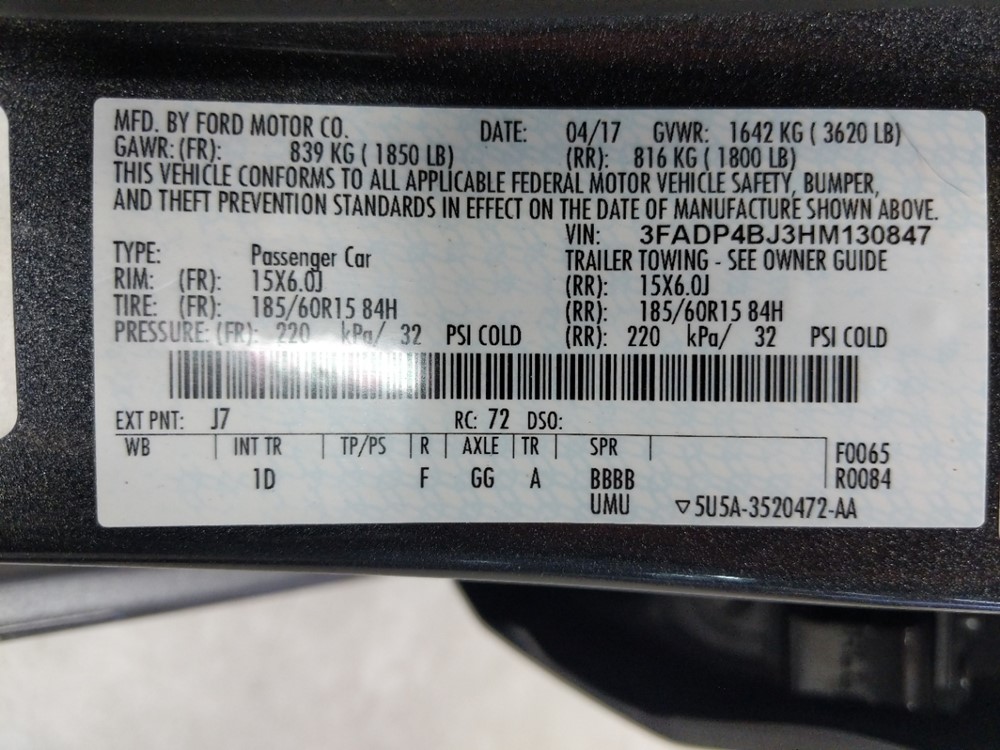 MFD. BY FORD MOTOR CO. DATE: 04/17 GVWR: 1642 KG ( 3620 LB)
GAWR: (FR): 839 KG ( 1850 LB) (RR): 816 KG ( 1800 LB)
THIS VEHICLE CONFORMS TO ALL APPLICABLE FEDERAL MOTOR VEHICLE SAFETY, BUMPER,
AND THEFT PREVENTION STANDARDS IN EFFECT ON THE DATE OF MANUFACTURE SHOWN ABOVE.
VIN: 3FADP4BJ3HM130847
TYPE: Passenger Car TRAILER TOWING - SEE OWNER GUIDE
RIM: (FR): 15X6.0J (RR): 15X6.0J
TIRE: (FR): 185/60R15 84H (RR): 185/60R15 84H
PRESSURE: (FR): 220 kPa/ 32 PSI COLD (RR): 220 kPa/ 32 PSI COLD
EXT PNT: J7 RC: 72 DSO:
WB INT TR TP/PS R AXLE TR SPR F0065
1D F GG A BBBB R0084
UMU ▽5U5A-3520472-AA